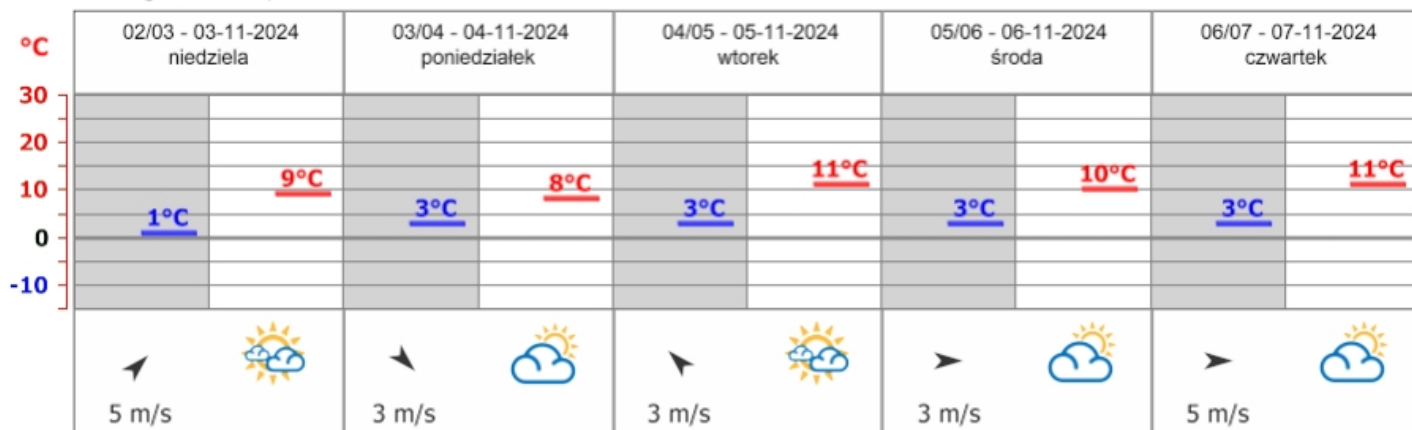 02/03 - 03-11-2024
niedziela
03/04 - 04-11-2024
poniedziałek
04/05 - 05-11-2024
wtorek
05/06 - 06-11-2024
środa
06/07 - 07-11-2024
czwartek
°C
30
20
10
0
-10
1°C
9°C
3°C
8°C
3°C
11°C
3°C
10°C
3°C
11°C
5 m/s
3 m/s
3 m/s
3 m/s
5 m/s